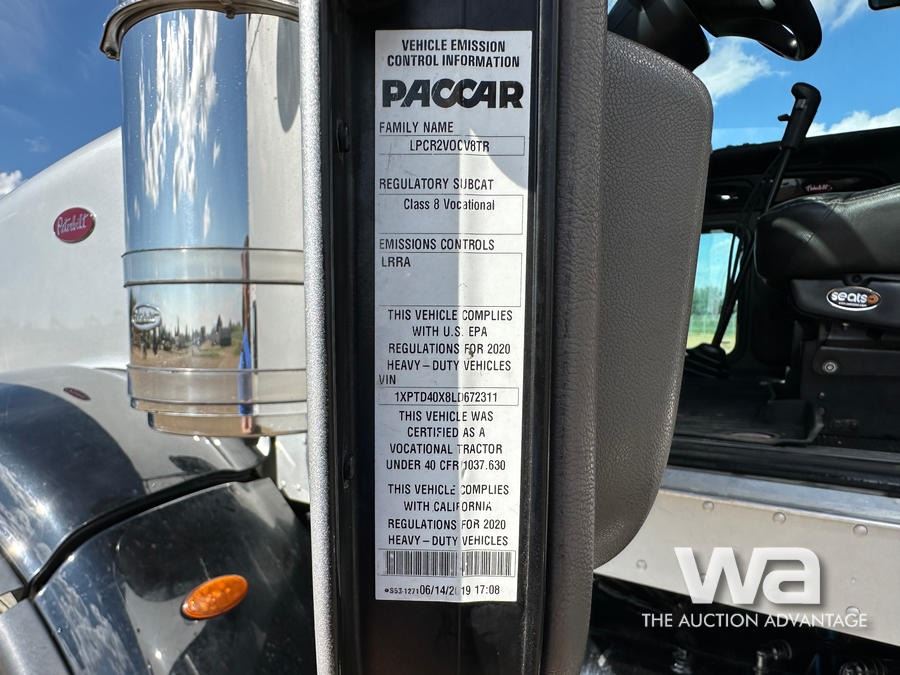 VEHICLE EMISSION
CONTROL INFORMATION
PACCAR
FAMILY NAME
LPCR2VOCV8TR
REGULATORY SUBCAT
Class 8 Vocational
EMISSIONS CONTROLS
LRRA
THIS VEHICLE COMPLIES
WITH U.S. EPA
REGULATIONS FOR 2020
HEAVY-DUTY VEHICLES
VIN
1XPTD40X8LD672311
THIS VEHICLE WAS
CERTIFIED AS A
VOCATIONAL TRACTOR
UNDER 40 CFR 1037.630
THIS VEHICLE COMPLIES
WITH CALIFORNIA
REGULATIONS FOR 2020
HEAVY-DUTY VEHICLES
S53-1271 06/14/2019 17:08
Peterbilt
Peterbilt
seats
wa
THE AUCTION ADVANTAGE